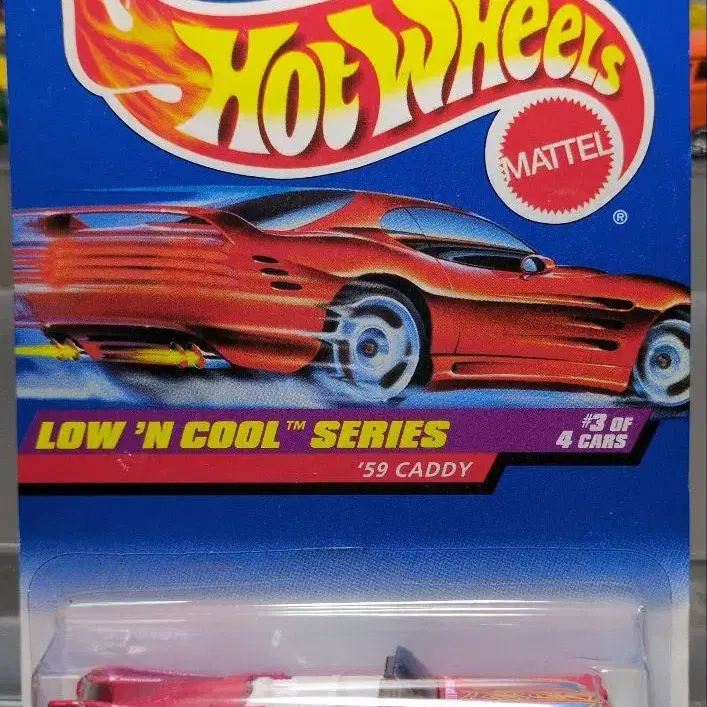 HOT WHEELS
MATTEL
®
LOW 'N COOL™ SERIES
#3 OF
4 CARS
'59 CADDY